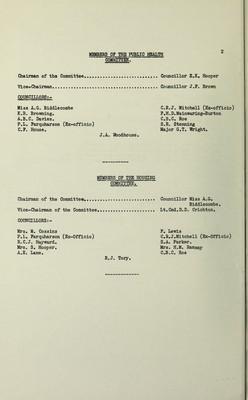 2
MEMBERS OF THE PUBLIC HEALTH
COMMITTEE.
Chairman of the Committee............................ Councillor E.K. Hooper
Vice-Chairman........................................ Councillor J.F. Brown
COUNCILLORS:-
Miss A.G. Biddlecombe C.R.J. Mitchell (Ex-officio)
E.R. Browning. F.H.D. Mainwaring-Burton
A.B.C. Davies. C.B.C. Roe
P.L. Farquharson (Ex-officio) S.R. Stenning
C.F. House. Major G.T. Wright.
J.A. Woodhouse.
MEMBERS OF THE HOUSING
COMMITTEE.
Chairman of the Committee............................ Councillor Miss A.G.
Biddlecombe.
Vice-Chairman of the Committee....................... Lt.Cmd.D.S. Crichton.
COUNCILLORS:-
Mrs. M. Cossins F. Lewis
P.L. Farquharson (Ex-Officio) C.R.J. Mitchell (Ex-Officio)
R.C.J. Hayward. E.A. Parker.
Mrs. S. Hooper. Mrs. H.M. Ramsay
A.E. Lane. C.B.C. Roe
R.J. Tory.